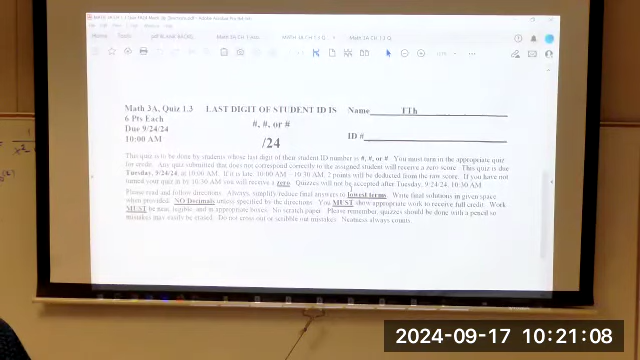 Math 3A, Quiz 1.3 LAST DIGIT OF STUDENT ID IS Name TTh
6 Pts Each
#, #, or #
Due 9/24/24
10:00 AM
/24
ID #
This quiz is to be done by students whose last digit of their student ID number is #, #, or # You must turn in the appropriate quiz
for credit. Any quiz submitted that does not correspond correctly to the assigned student will receive a zero score. This quiz is due
Tuesday, 9/24/24, at 10:00 AM. If it is late, 10:00 AM - 10:30 AM, 2 points will be deducted from the raw score. If you have not
turned your quiz in by 10:30 AM you will receive a zero. Quizzes will not be accepted after Tuesday, 9/24/24, 10:30 AM
Please read and follow directions. Always, simplify/reduce final answers to lowest terms. Write final solutions in given space
when provided. NO Decimals unless specified by the directions. You MUST show appropriate work to receive full credit. Work
MUST be neat, legible, and in appropriate boxes. No scratch paper. Please remember, quizzes should be done with a pencil so
mistakes may easily be erased. Do not cross out or scribble out mistakes. Neatness always counts.
2024-09-17 10:21:08